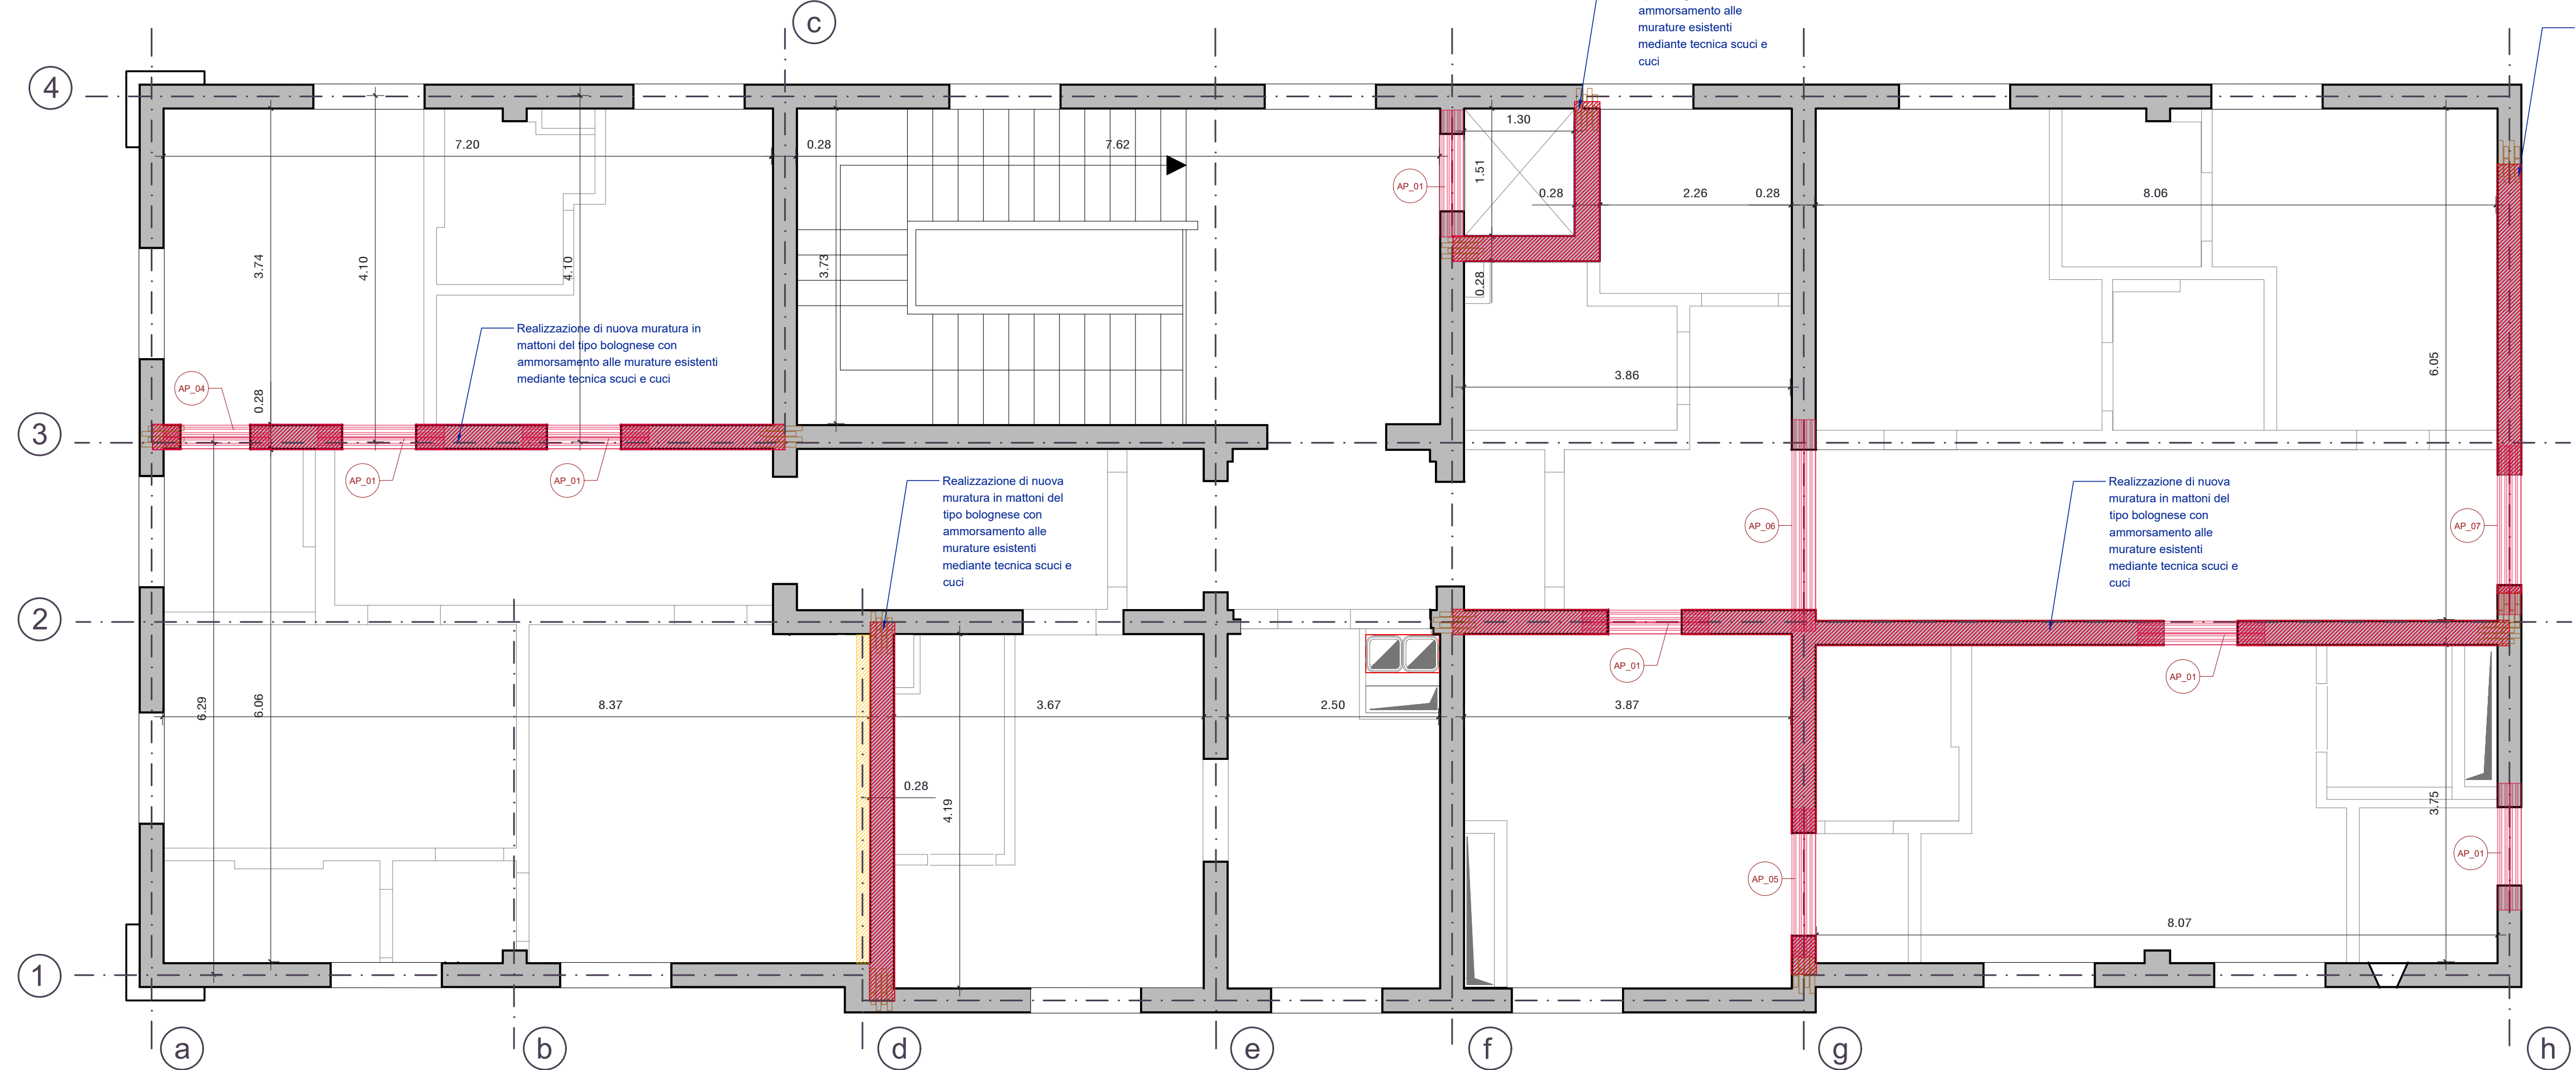 c
ammorsamento alle
murature esistenti
mediante tecnica scuci e
cuci
4
1.30
7.20
0.28
7.62
1.51
AP_01
0.28
2.26
0.28
8.06
3.74
4.10
4.10
3.73
0.28
Realizzazione di nuova muratura in
mattoni del tipo bolognese con
ammorsamento alle murature esistenti
mediante tecnica scuci e cuci
6.05
3.86
AP_04
0.28
3
AP_01
AP_01
Realizzazione di nuova
muratura in mattoni del
tipo bolognese con
ammorsamento alle
murature esistenti
mediante tecnica scuci e
cuci
Realizzazione di nuova
muratura in mattoni del
tipo bolognese con
ammorsamento alle
murature esistenti
mediante tecnica scuci e
cuci
AP_06
AP_07
2
AP_01
AP_01
6.29
6.06
8.37
3.67
2.50
3.87
0.28
4.19
3.75
AP_05
AP_01
8.07
1
a
b
d
e
f
g
h